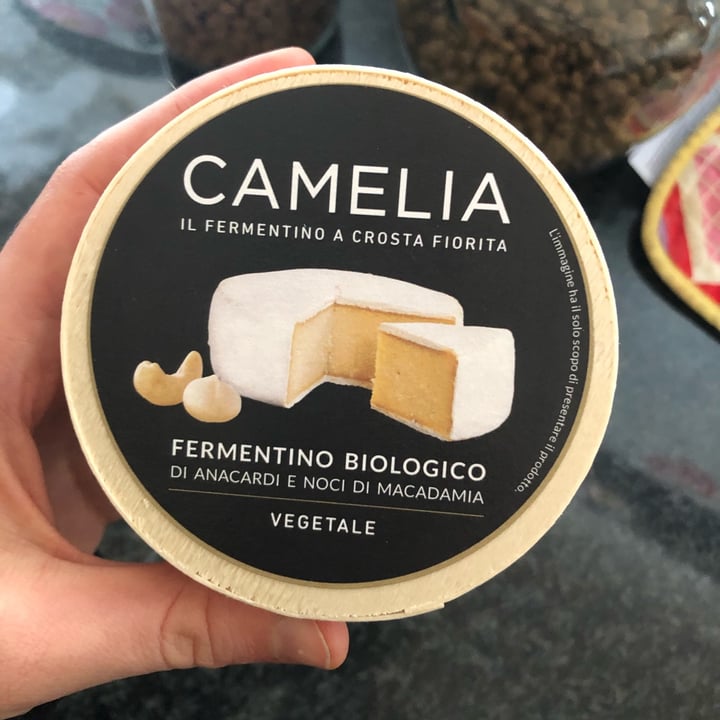 CAMELIA
IL FERMENTINO A CROSTA FIORITA
L'immagine ha il solo scopo di presentare il prodotto.
FERMENTINO BIOLOGICO
DI ANACARDI E NOCI DI MACADAMIA
VEGETALE